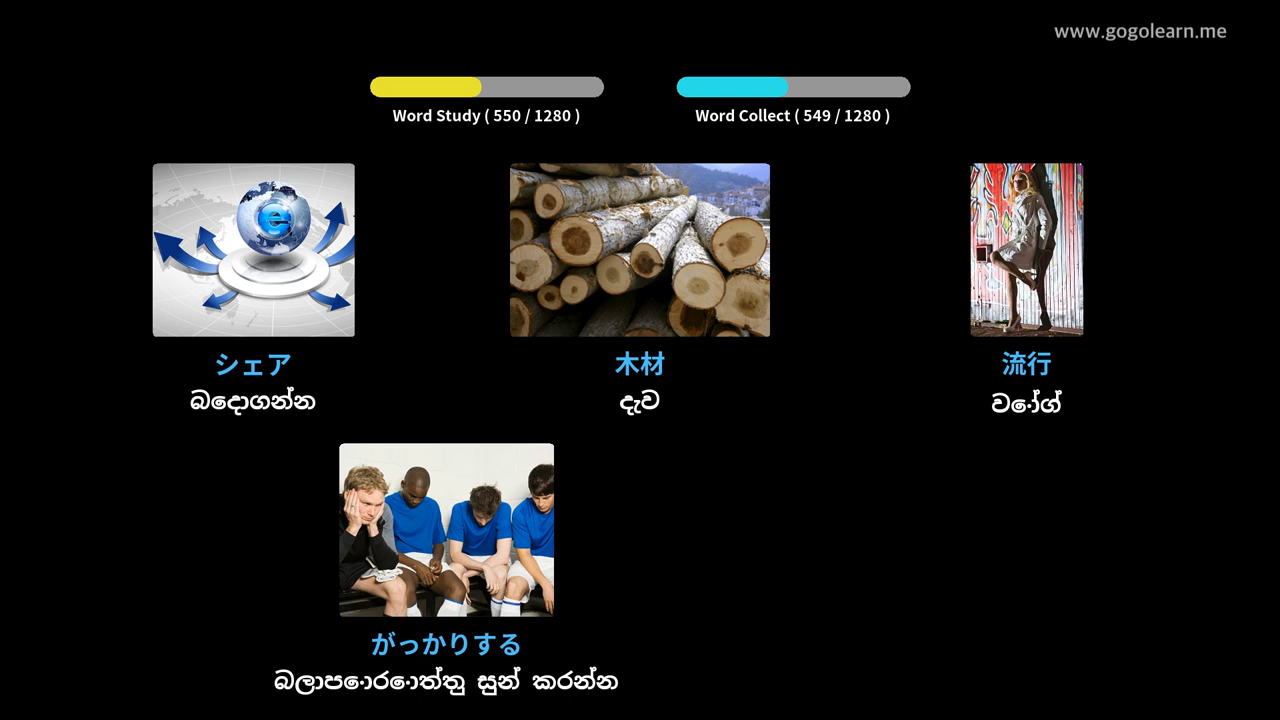 www.gogolearn.me
Word Study ( 550 / 1280 )
Word Collect ( 549 / 1280 )
シェア
බදොගන්න
木材
දැව
流行
වෝග්
がっかりする
බලාපොරොත්තු සුන් කරන්න